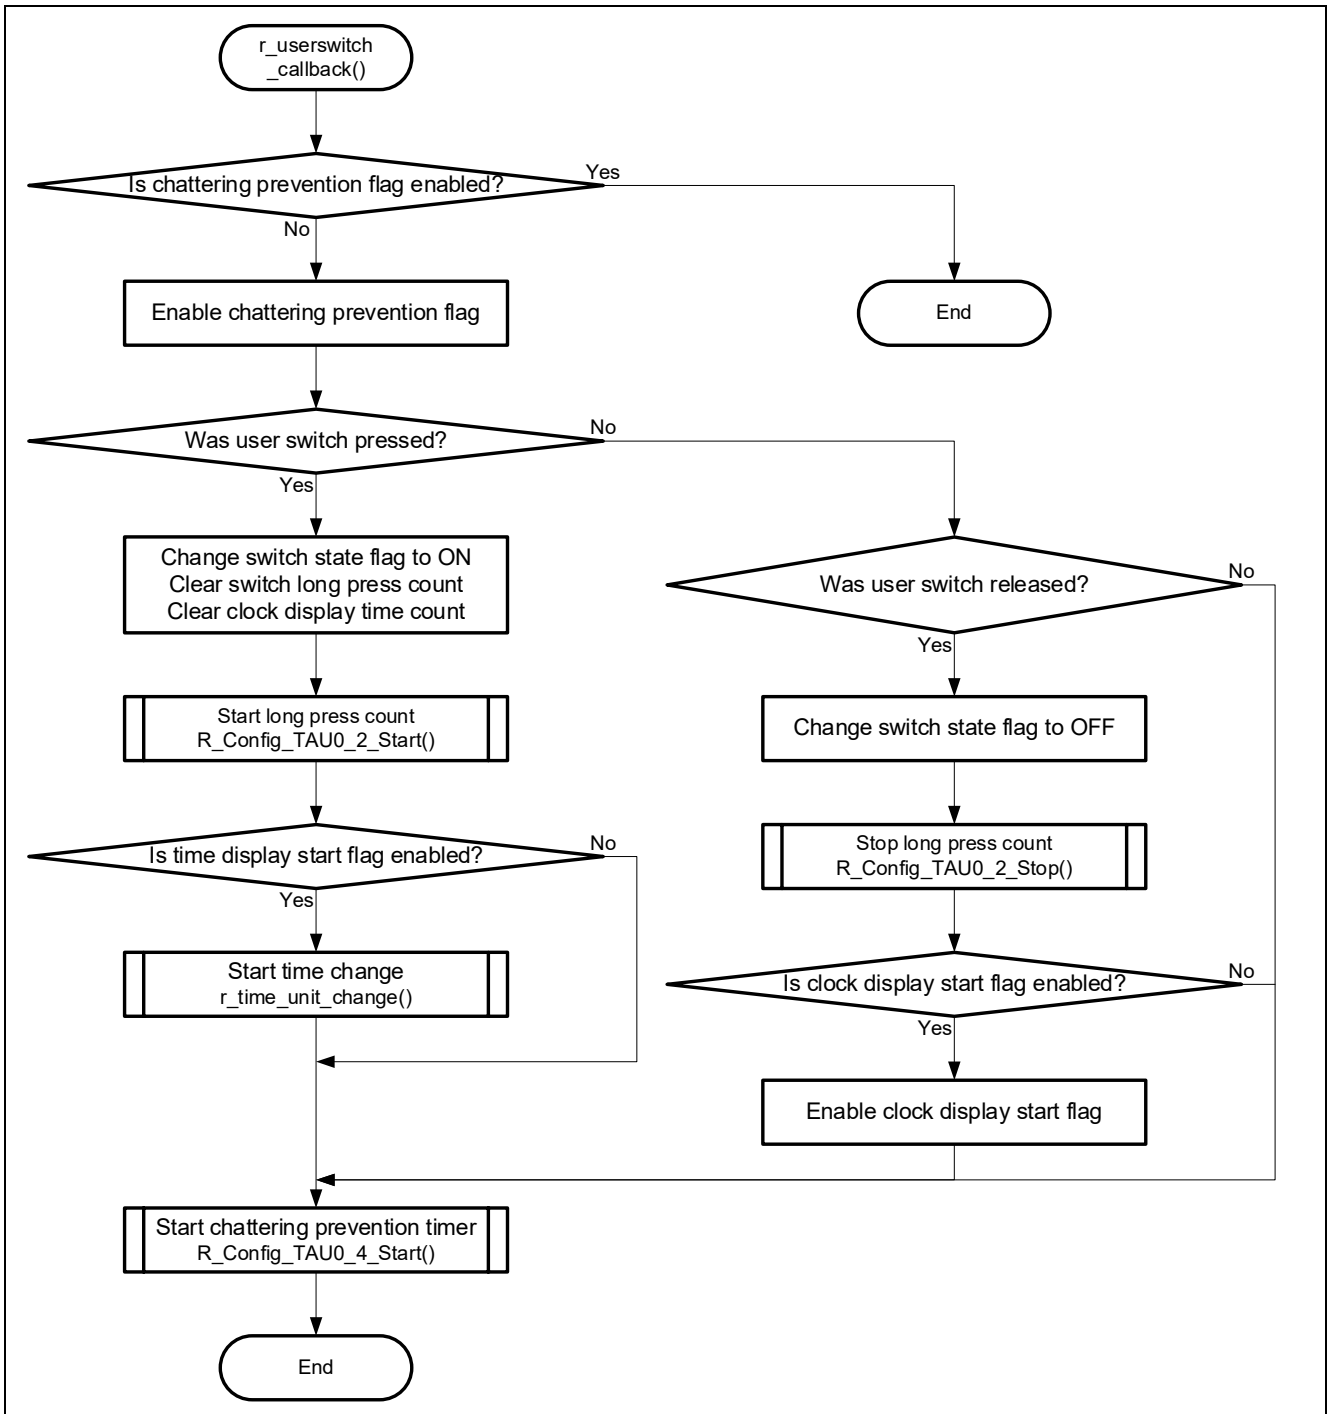 r_userswitch
_callback()
Is chattering prevention flag enabled?
Yes
No
Enable chattering prevention flag
End
Was user switch pressed?
No
Yes
Change switch state flag to ON
Clear switch long press count
Clear clock display time count
Was user switch released?
No
Yes
Start long press count
R_Config_TAU0_2_Start()
Change switch state flag to OFF
Is time display start flag enabled?
No
Yes
Stop long press count
R_Config_TAU0_2_Stop()
Start time change
r_time_unit_change()
Is clock display start flag enabled?
No
Yes
Enable clock display start flag
Start chattering prevention timer
R_Config_TAU0_4_Start()
End